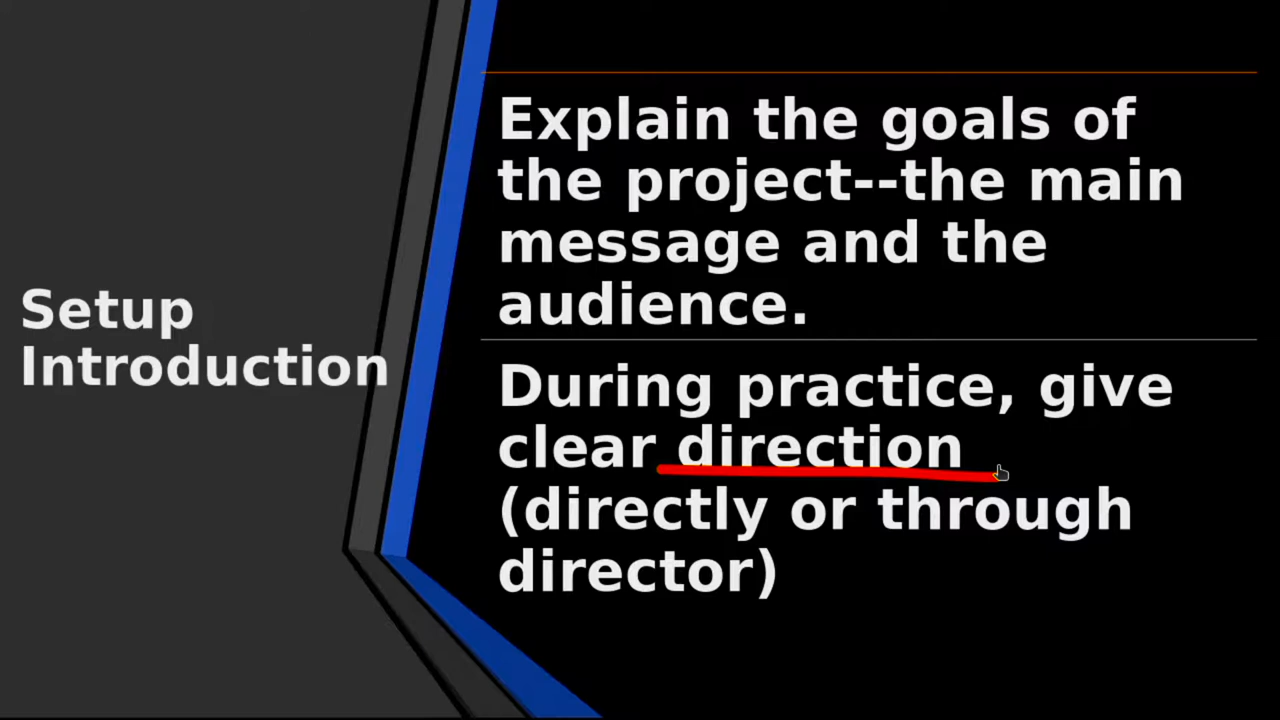 Setup
Introduction
Explain the goals of
the project--the main
message and the
audience.
During practice, give
clear direction
(directly or through
director)